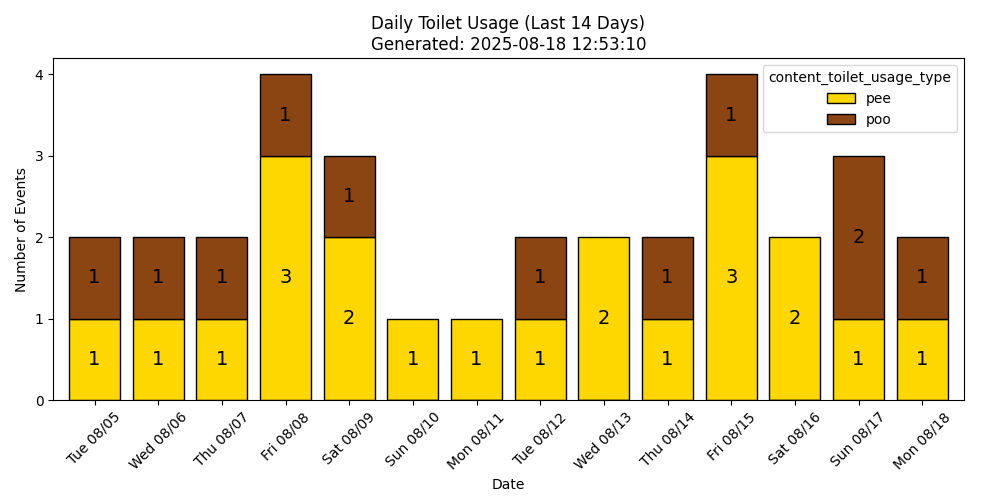 Daily Toilet Usage (Last 14 Days)
Generated: 2025-08-18 12:53:10
content_toilet_usage_type
pee
poo
Number of Events
4
3
2
1
0
1 1 1 3 2 1 1 1 2 1 3 2 1 1
1 1 1 1 1 1 1 1 2 1
Tue 08/05
Wed 08/06
Thu 08/07
Fri 08/08
Sat 08/09
Sun 08/10
Mon 08/11
Tue 08/12
Wed 08/13
Thu 08/14
Fri 08/15
Sat 08/16
Sun 08/17
Mon 08/18
Date